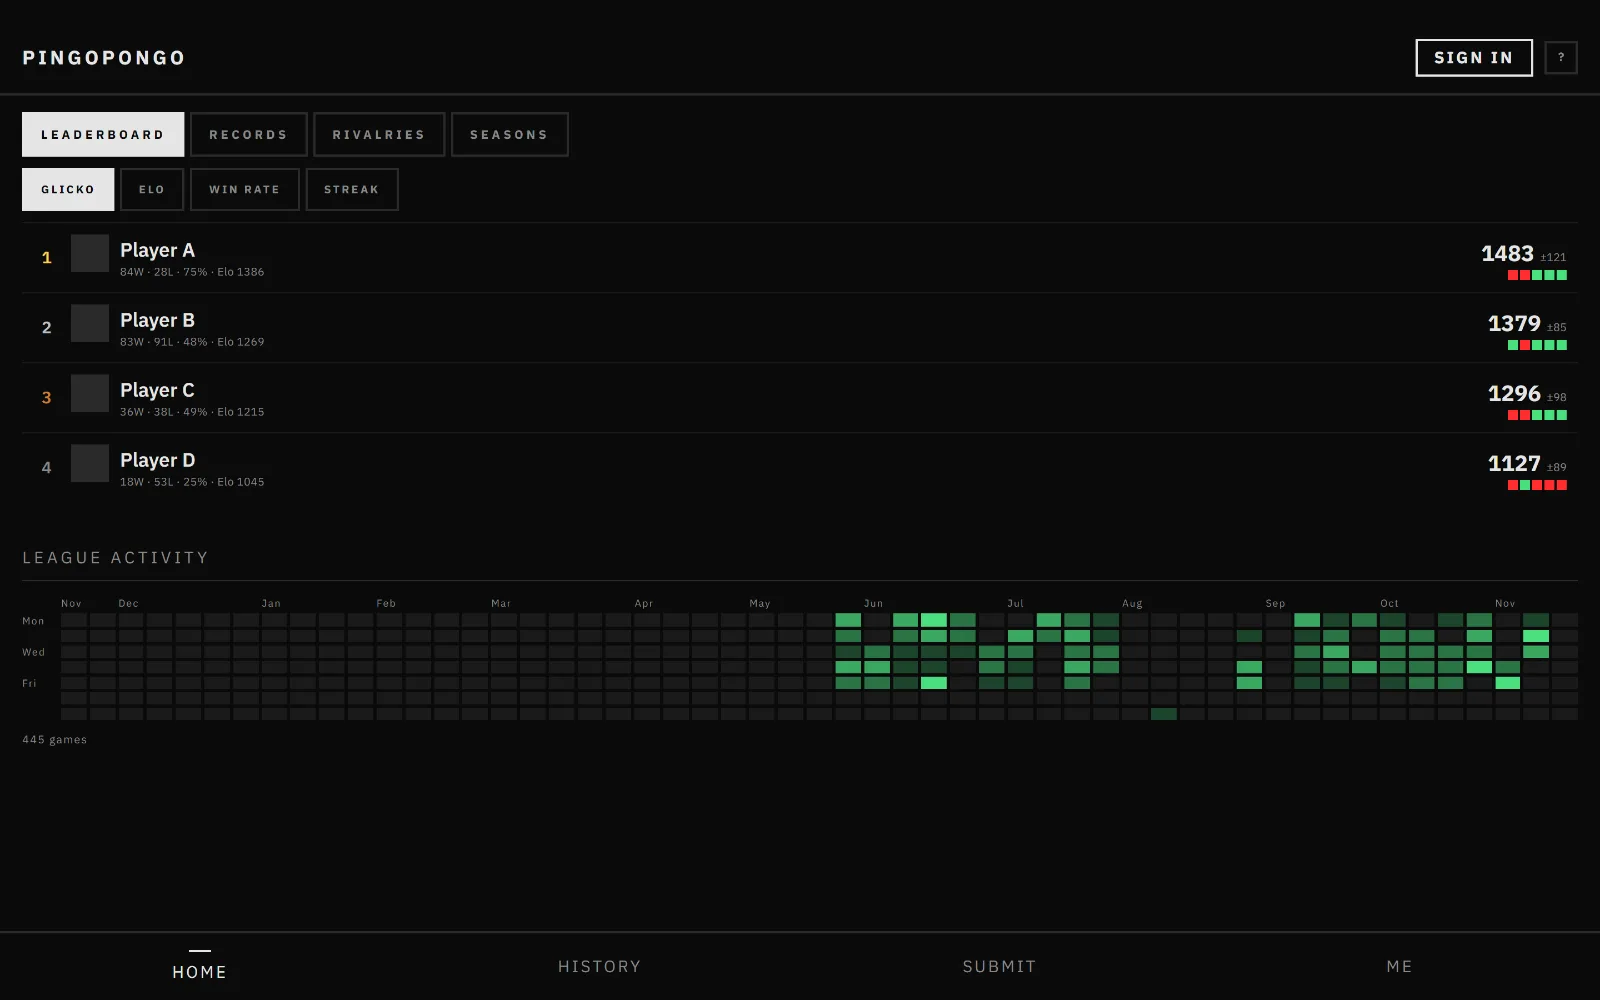 PINGOPONGO
SIGN IN
?
LEADERBOARD RECORDS RIVALRIES SEASONS
GLICKO ELO WIN RATE STREAK
1 Player A 1483 ±121
84W · 28L · 75% · Elo 1386
2 Player B 1379 ±85
83W · 91L · 48% · Elo 1269
3 Player C 1296 ±98
36W · 38L · 49% · Elo 1215
4 Player D 1127 ±89
18W · 53L · 25% · Elo 1045
LEAGUE ACTIVITY
Nov Dec Jan Feb Mar Apr May Jun Jul Aug Sep Oct Nov
Mon
Wed
Fri
445 games
HOME HISTORY SUBMIT ME